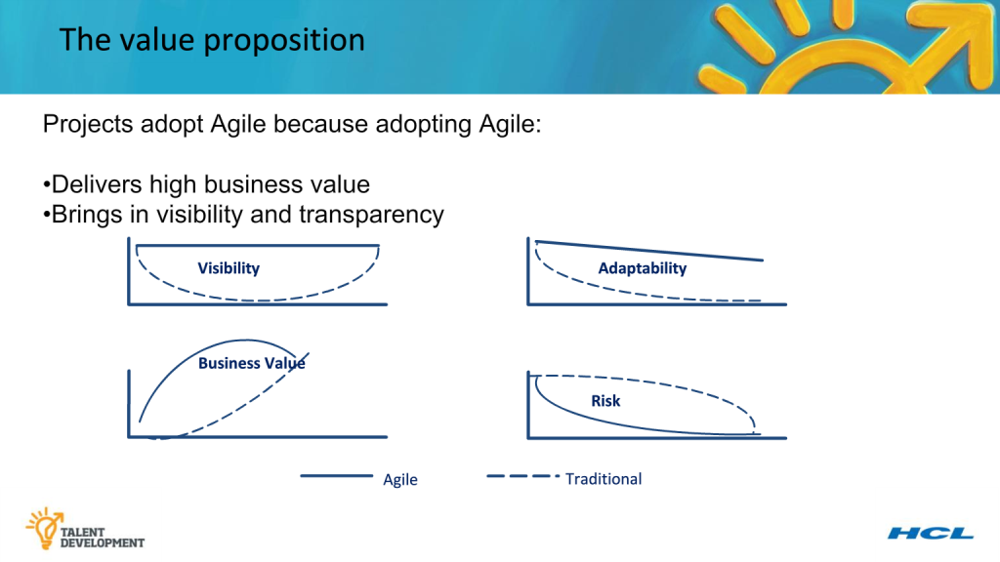 The value proposition
Projects adopt Agile because adopting Agile:
•Delivers high business value
•Brings in visibility and transparency
Visibility
Adaptability
Business Value
Risk
Agile
Traditional
TALENT
DEVELOPMENT
HCL